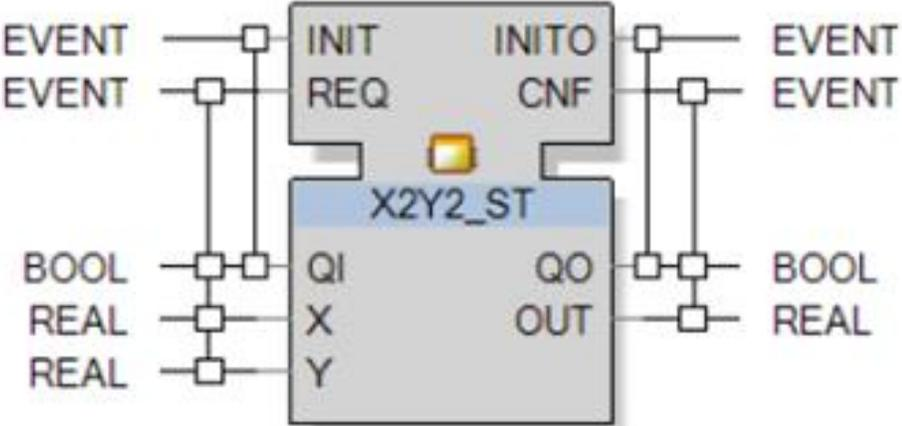 EVENT INIT INITO EVENT
EVENT REQ CNF EVENT
X2Y2_ST
BOOL QI QO BOOL
REAL X OUT REAL
REAL Y